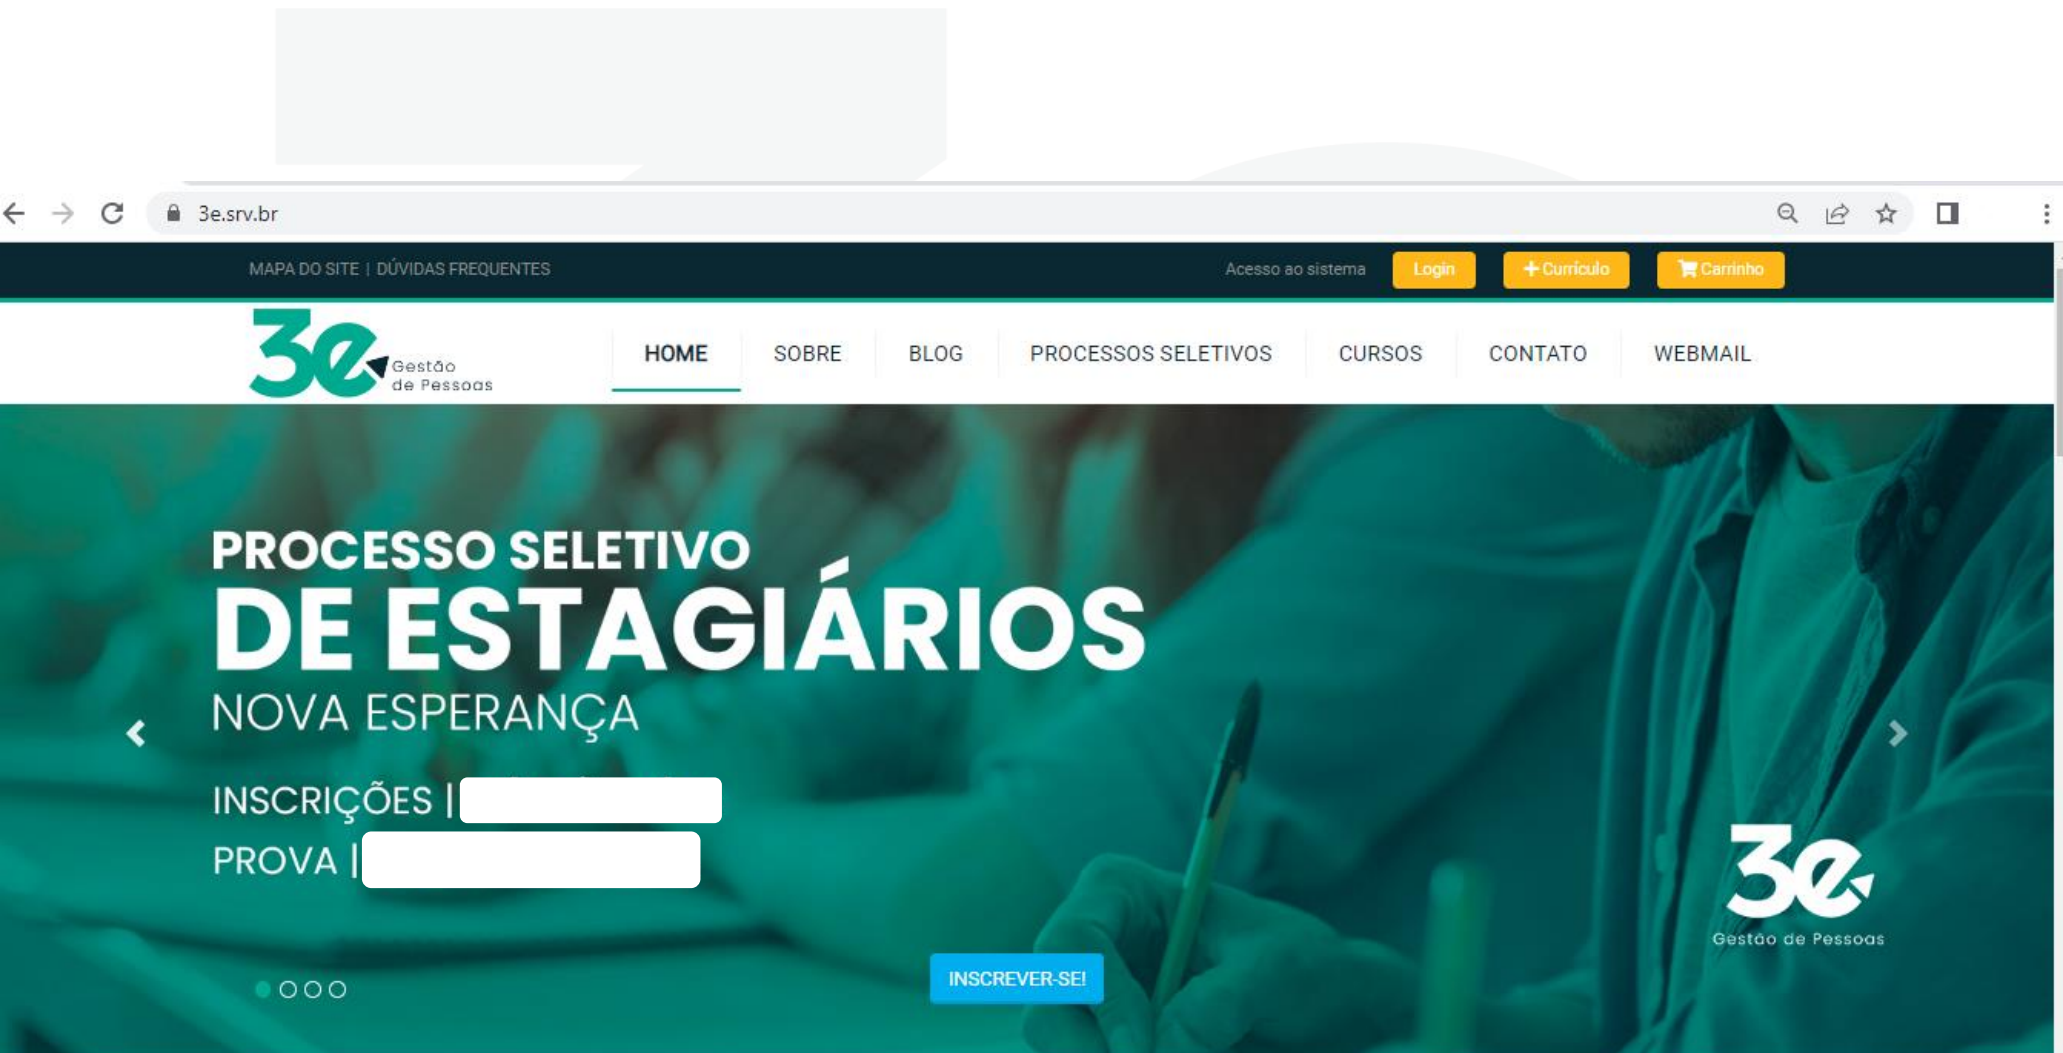 3e.srv.br
MAPA DO SITE | DÚVIDAS FREQUENTES
Acesso ao sistema
Login
Currículo
Carrinho
3e Gestão
de Pessoas
HOME
SOBRE
BLOG
PROCESSOS SELETIVOS
CURSOS
CONTATO
WEBMAIL
PROCESSO SELETIVO
DE ESTAGIÁRIOS
NOVA ESPERANÇA
INSCRIÇÕES |
PROVA |
3e
Gestão de Pessoas
INSCREVER-SE!